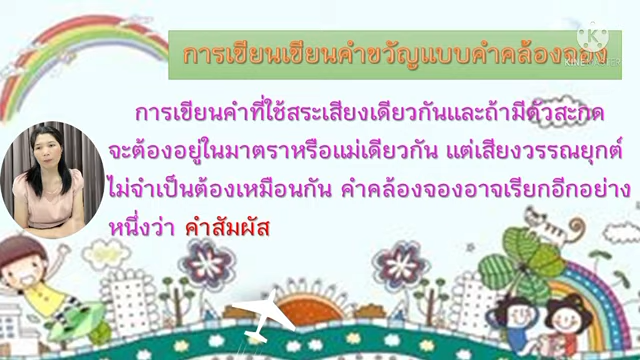 การเขียนเขียนคำขวัญแบบคำคล้องจอง
การเขียนคำที่ใช้สระเสียงเดียวกันและถ้ามีตัวสะกด
จะต้องอยู่ในมาตราหรือแม่เดียวกัน แต่เสียงวรรณยุกต์
ไม่จำเป็นต้องเหมือนกัน คำคล้องจองอาจเรียกอีกอย่าง
หนึ่งว่า คำสัมผัส